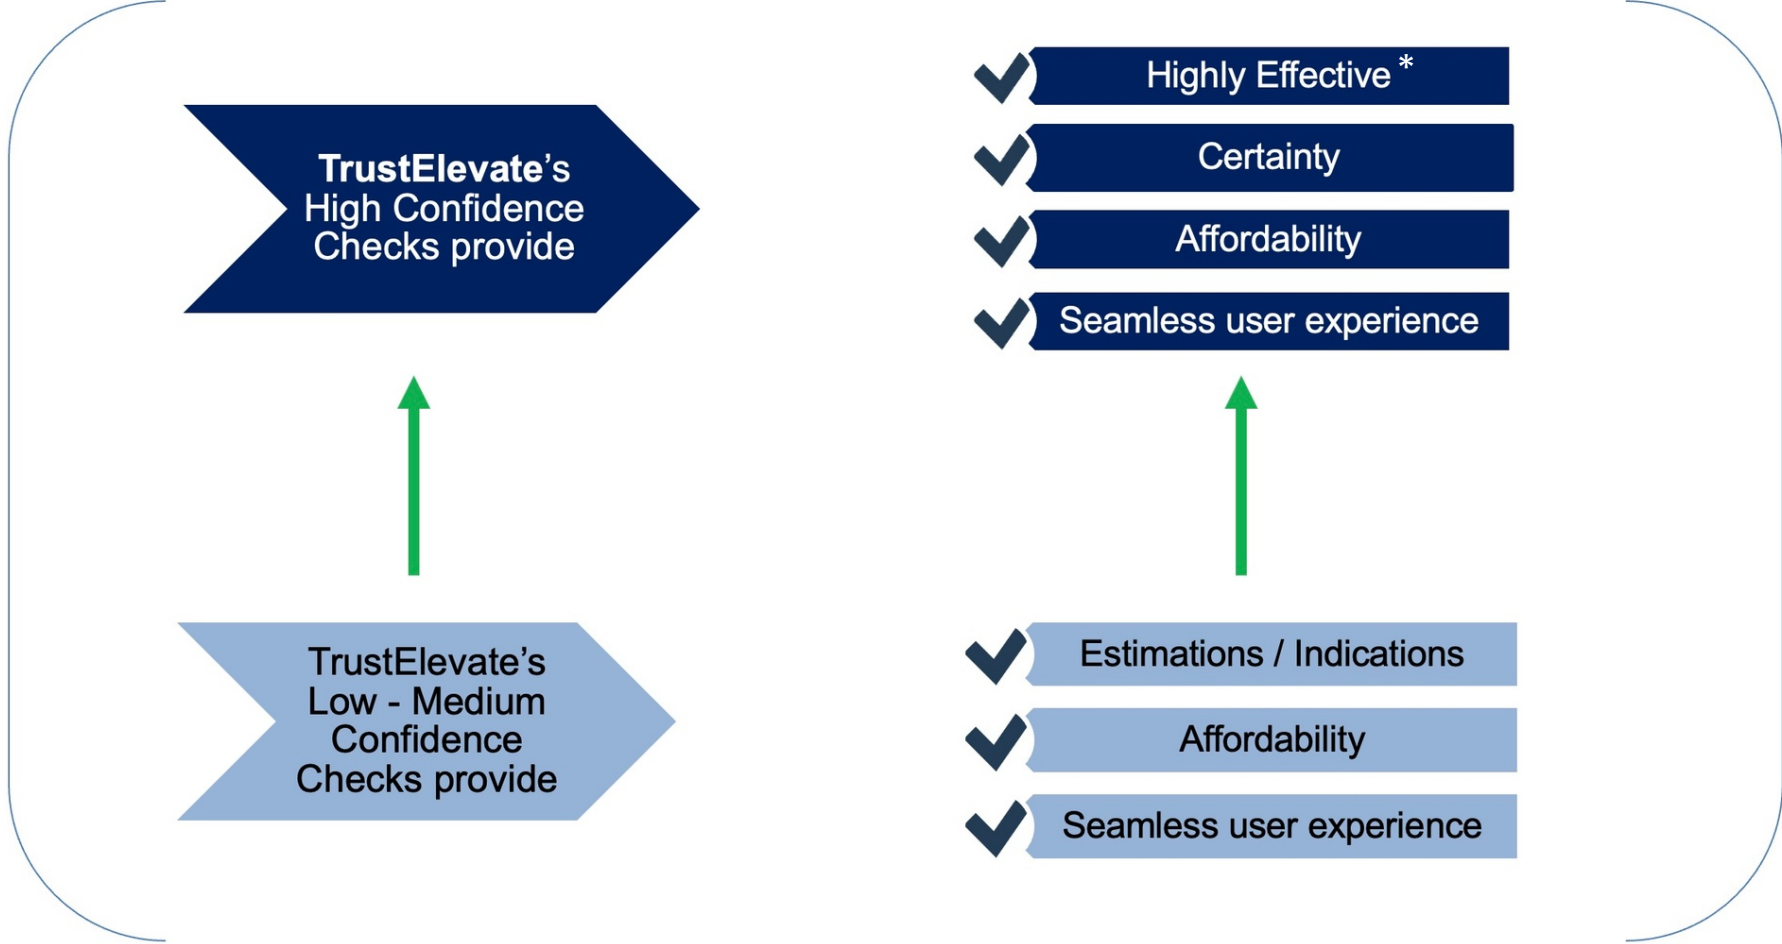 TrustElevate’s
High Confidence
Checks provide
Highly Effective *
Certainty
Affordability
Seamless user experience
TrustElevate’s
Low - Medium
Confidence
Checks provide
Estimations / Indications
Affordability
Seamless user experience